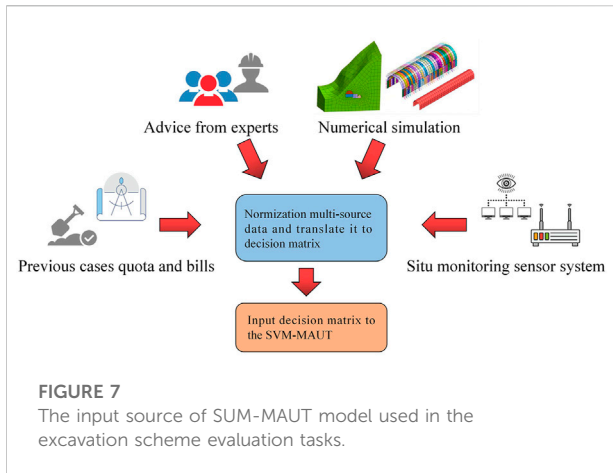 Advice from experts
Numerical simulation
Previous cases quota and bills
Normization multi-source
data and translate it to
decision matrix
Situ monitoring sensor system
Input decision matrix to
the SVM-MAUT
FIGURE 7
The input source of SUM-MAUT model used in the
excavation scheme evaluation tasks.